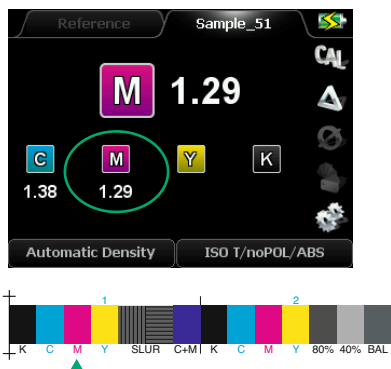 Reference
Sample_51
CAL
M 1.29
C M Y K
1.38 1.29
Automatic Density
ISO T/noPOL/ABS
1 2
K C M Y SLUR C+M K C M Y 80% 40% BAL